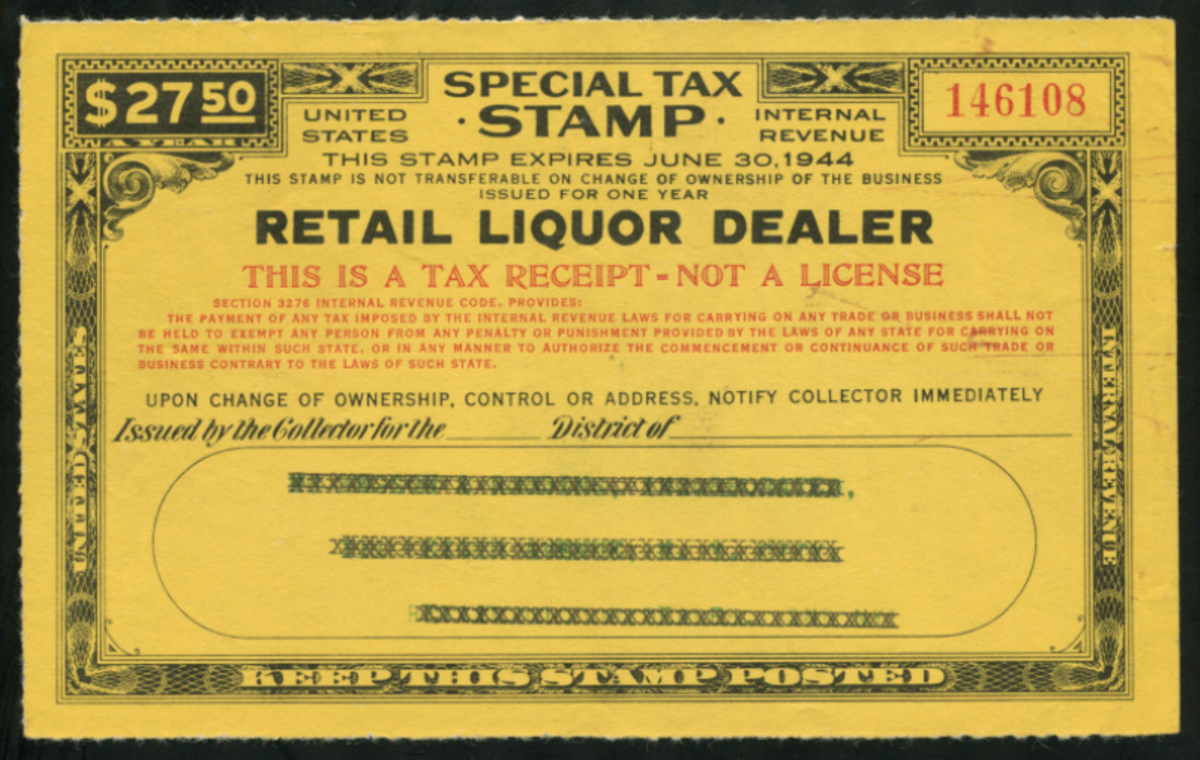 $27 50
A YEAR
UNITED STATES
SPECIAL TAX
· STAMP ·
INTERNAL REVENUE
146108
THIS STAMP EXPIRES JUNE 30, 1944
THIS STAMP IS NOT TRANSFERABLE ON CHANGE OF OWNERSHIP OF THE BUSINESS
ISSUED FOR ONE YEAR
RETAIL LIQUOR DEALER
THIS IS A TAX RECEIPT - NOT A LICENSE
SECTION 3276 INTERNAL REVENUE CODE, PROVIDES:
THE PAYMENT OF ANY TAX IMPOSED BY THE INTERNAL REVENUE LAWS FOR CARRYING ON ANY TRADE OR BUSINESS SHALL NOT
BE HELD TO EXEMPT ANY PERSON FROM ANY PENALTY OR PUNISHMENT PROVIDED BY THE LAWS OF ANY STATE FOR CARRYING ON
THE SAME WITHIN SUCH STATE, OR IN ANY MANNER TO AUTHORIZE THE COMMENCEMENT OR CONTINUANCE OF SUCH TRADE OR
BUSINESS CONTRARY TO THE LAWS OF SUCH STATE.
UPON CHANGE OF OWNERSHIP, CONTROL OR ADDRESS, NOTIFY COLLECTOR IMMEDIATELY
Issued by the Collector for the ______ District of ______
UNITED STATES
INTERNAL REVENUE
KEEP THIS STAMP POSTED